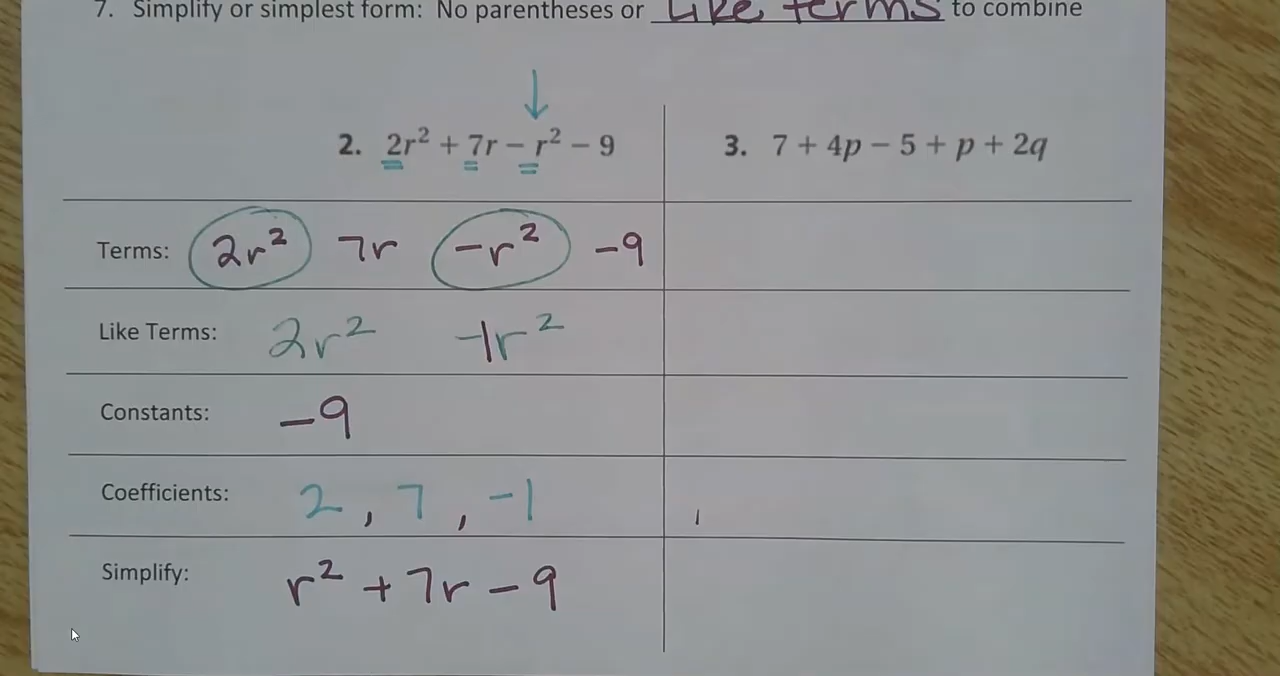 7. Simplify or simplest form: No parentheses or like terms to combine
2. 2r² + 7r − r² − 9
3. 7 + 4p − 5 + p + 2q
Terms: 2r² 7r −r² −9
Like Terms: 2r² −1r²
Constants: −9
Coefficients: 2 , 7 , −1
Simplify: r² + 7r − 9